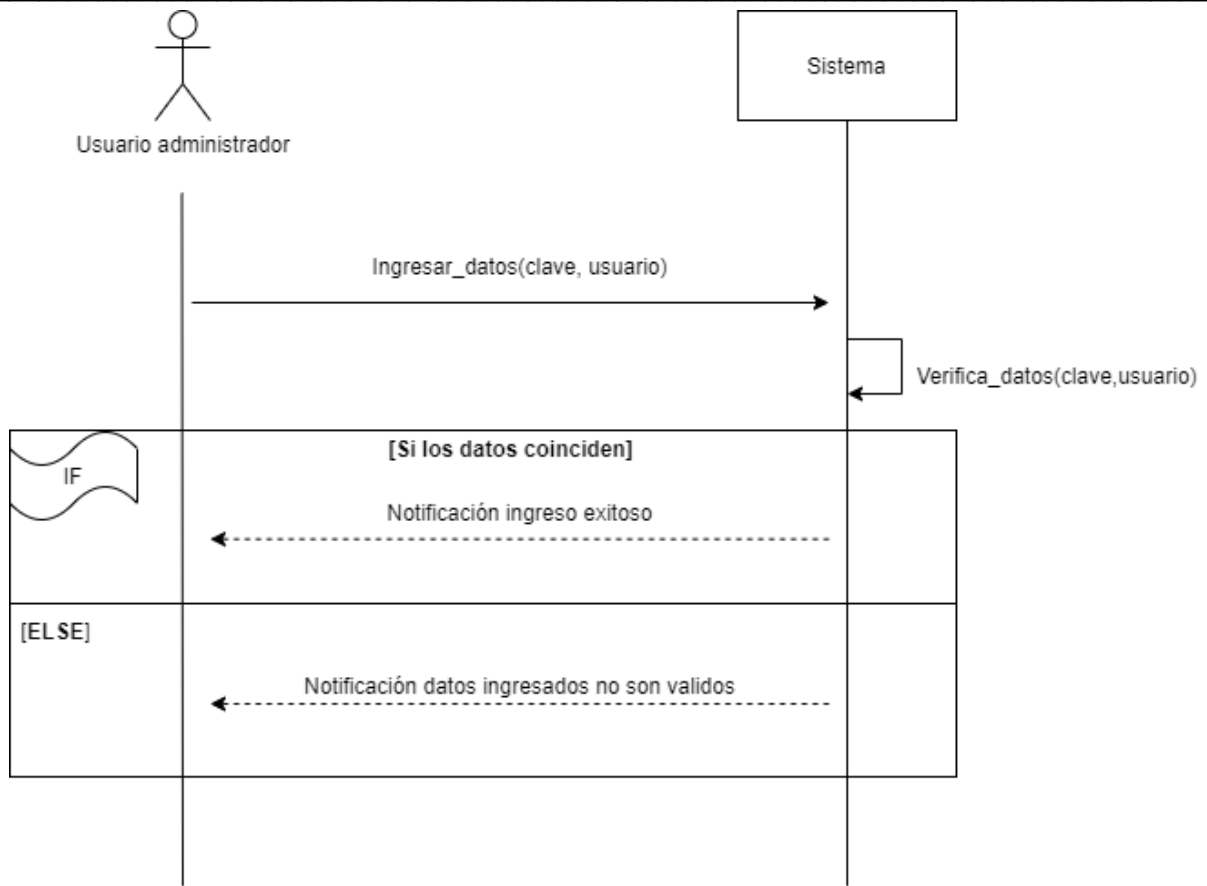 Sistema
Usuario administrador
Ingresar_datos(clave, usuario)
Verifica_datos(clave,usuario)
[Si los datos coinciden]
IF
Notificación ingreso exitoso
[ELSE]
Notificación datos ingresados no son validos